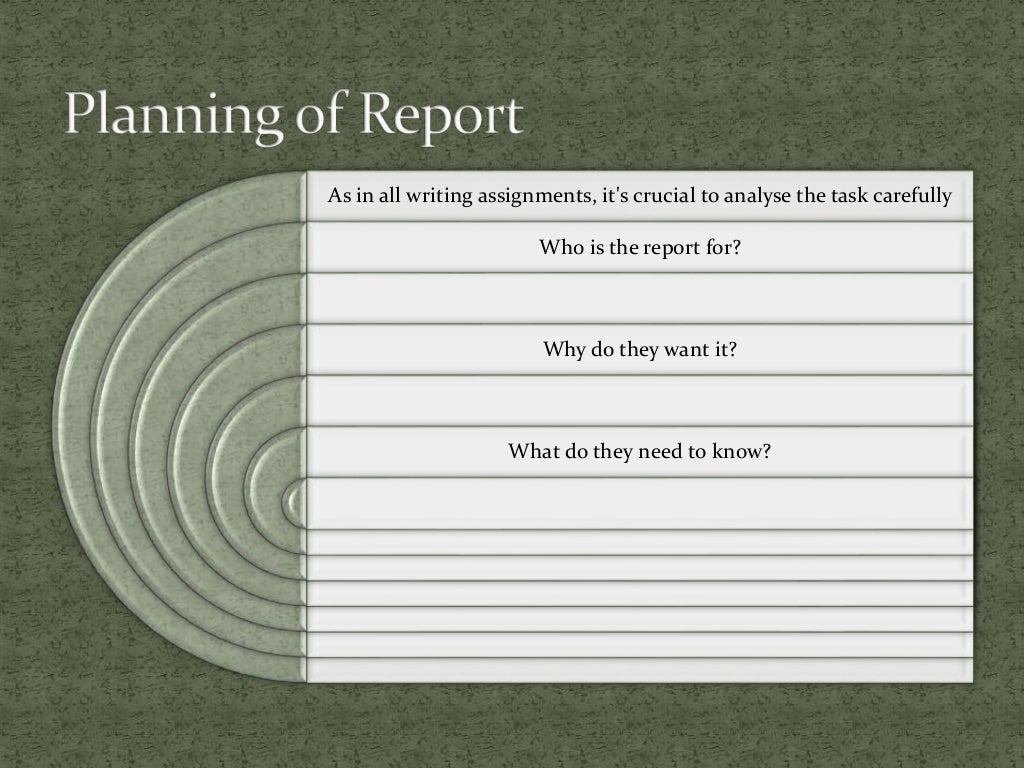 Planning of Report
As in all writing assignments, it's crucial to analyse the task carefully
Who is the report for?
Why do they want it?
What do they need to know?